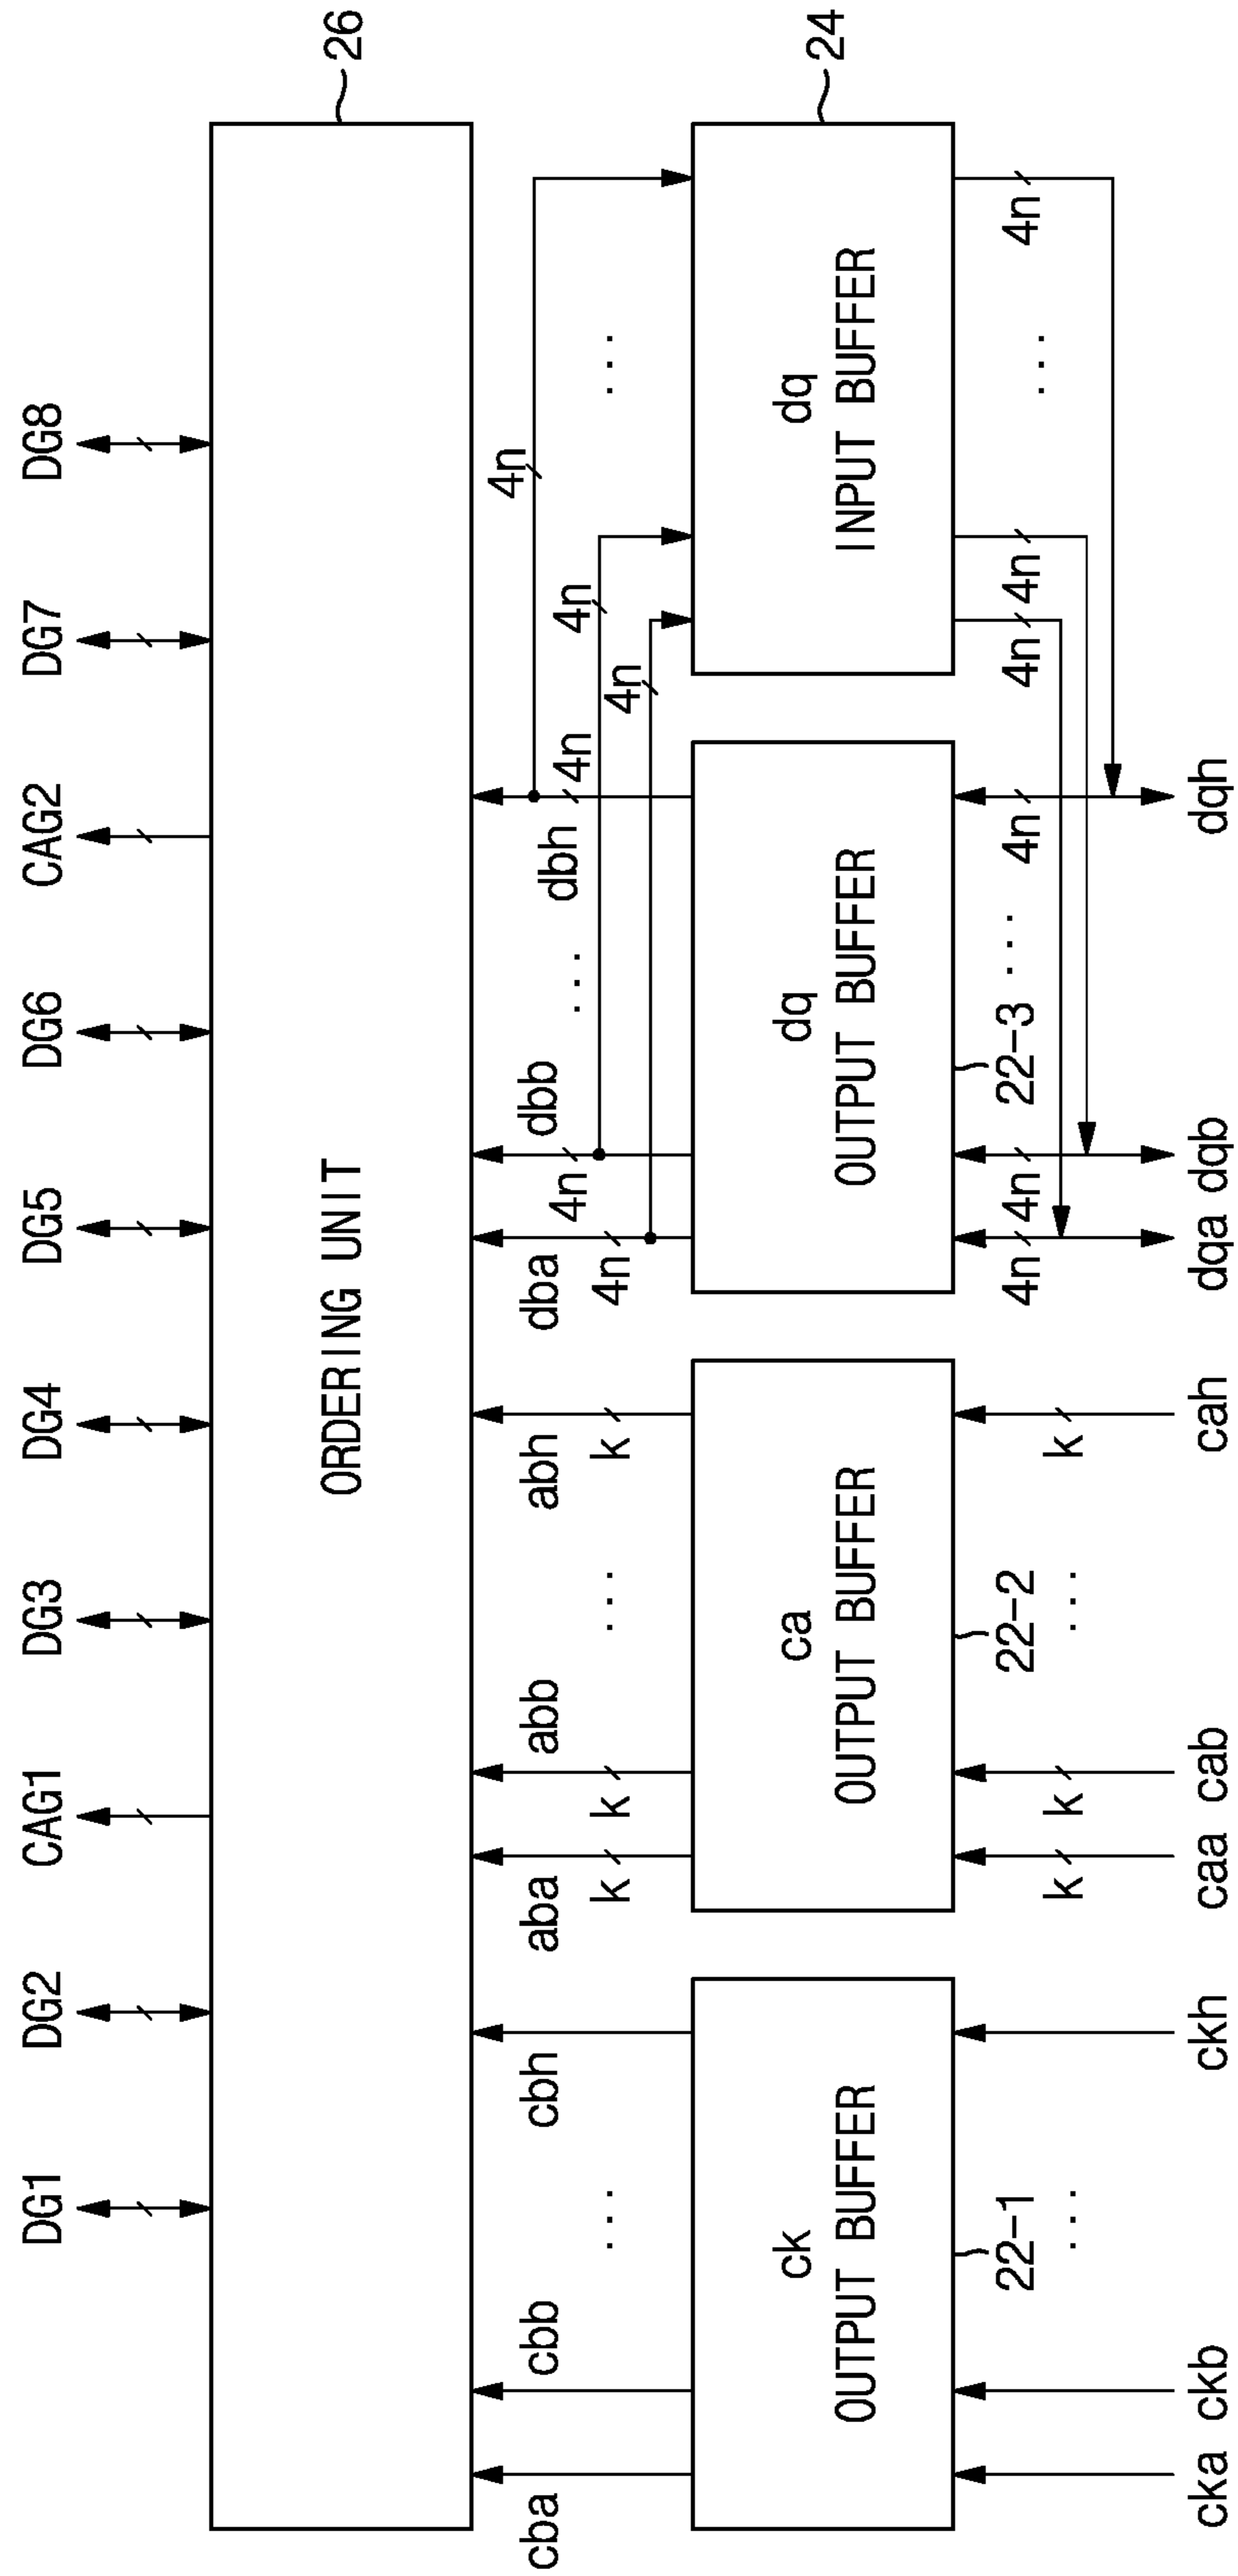 DG1 DG2 CAG1 DG3 DG4 DG5 DG6 CAG2 DG7 DG8
ORDERING UNIT
26
cba cbb cbh aba abb abh dba dbb dbh
... ... ... ...
k k k 4n 4n 4n 4n 4n 4n
ck
OUTPUT BUFFER
22-1
ca
OUTPUT BUFFER
22-2
dq
OUTPUT BUFFER
22-3
dq
INPUT BUFFER
24
k k k 4n 4n 4n 4n 4n 4n
... ... ... ...
cka ckb ckh caa cab cah dqa dqb dqh